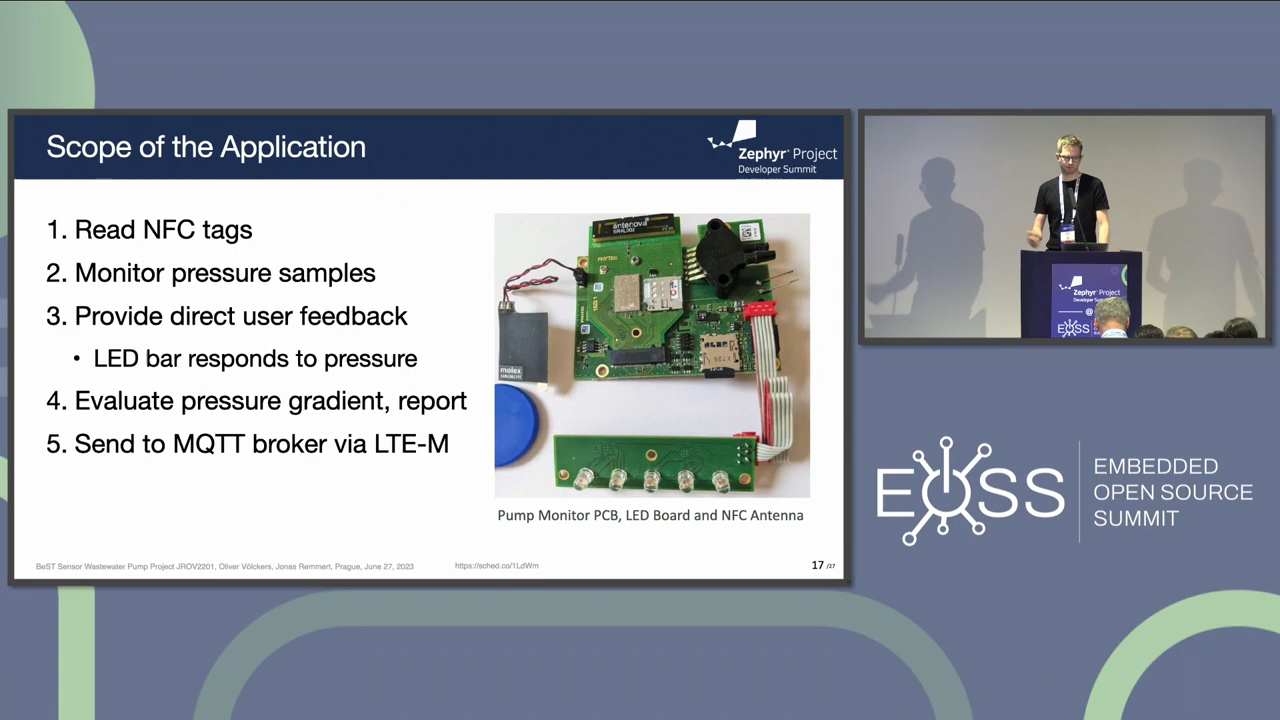 Scope of the Application
Zephyr® Project
Developer Summit
1. Read NFC tags
2. Monitor pressure samples
3. Provide direct user feedback
• LED bar responds to pressure
4. Evaluate pressure gradient, report
5. Send to MQTT broker via LTE-M
antenova
PHYTEC
molex
Pump Monitor PCB, LED Board and NFC Antenna
BeST Sensor Wastewater Pump Project JROV2201, Oliver Völckers, Jonas Remmert, Prague, June 27, 2023
https://sched.co/1LdWm
17 /27
Zephyr® Project
Developer Summit
@
EOSS
EOSS
EMBEDDED
OPEN SOURCE
SUMMIT